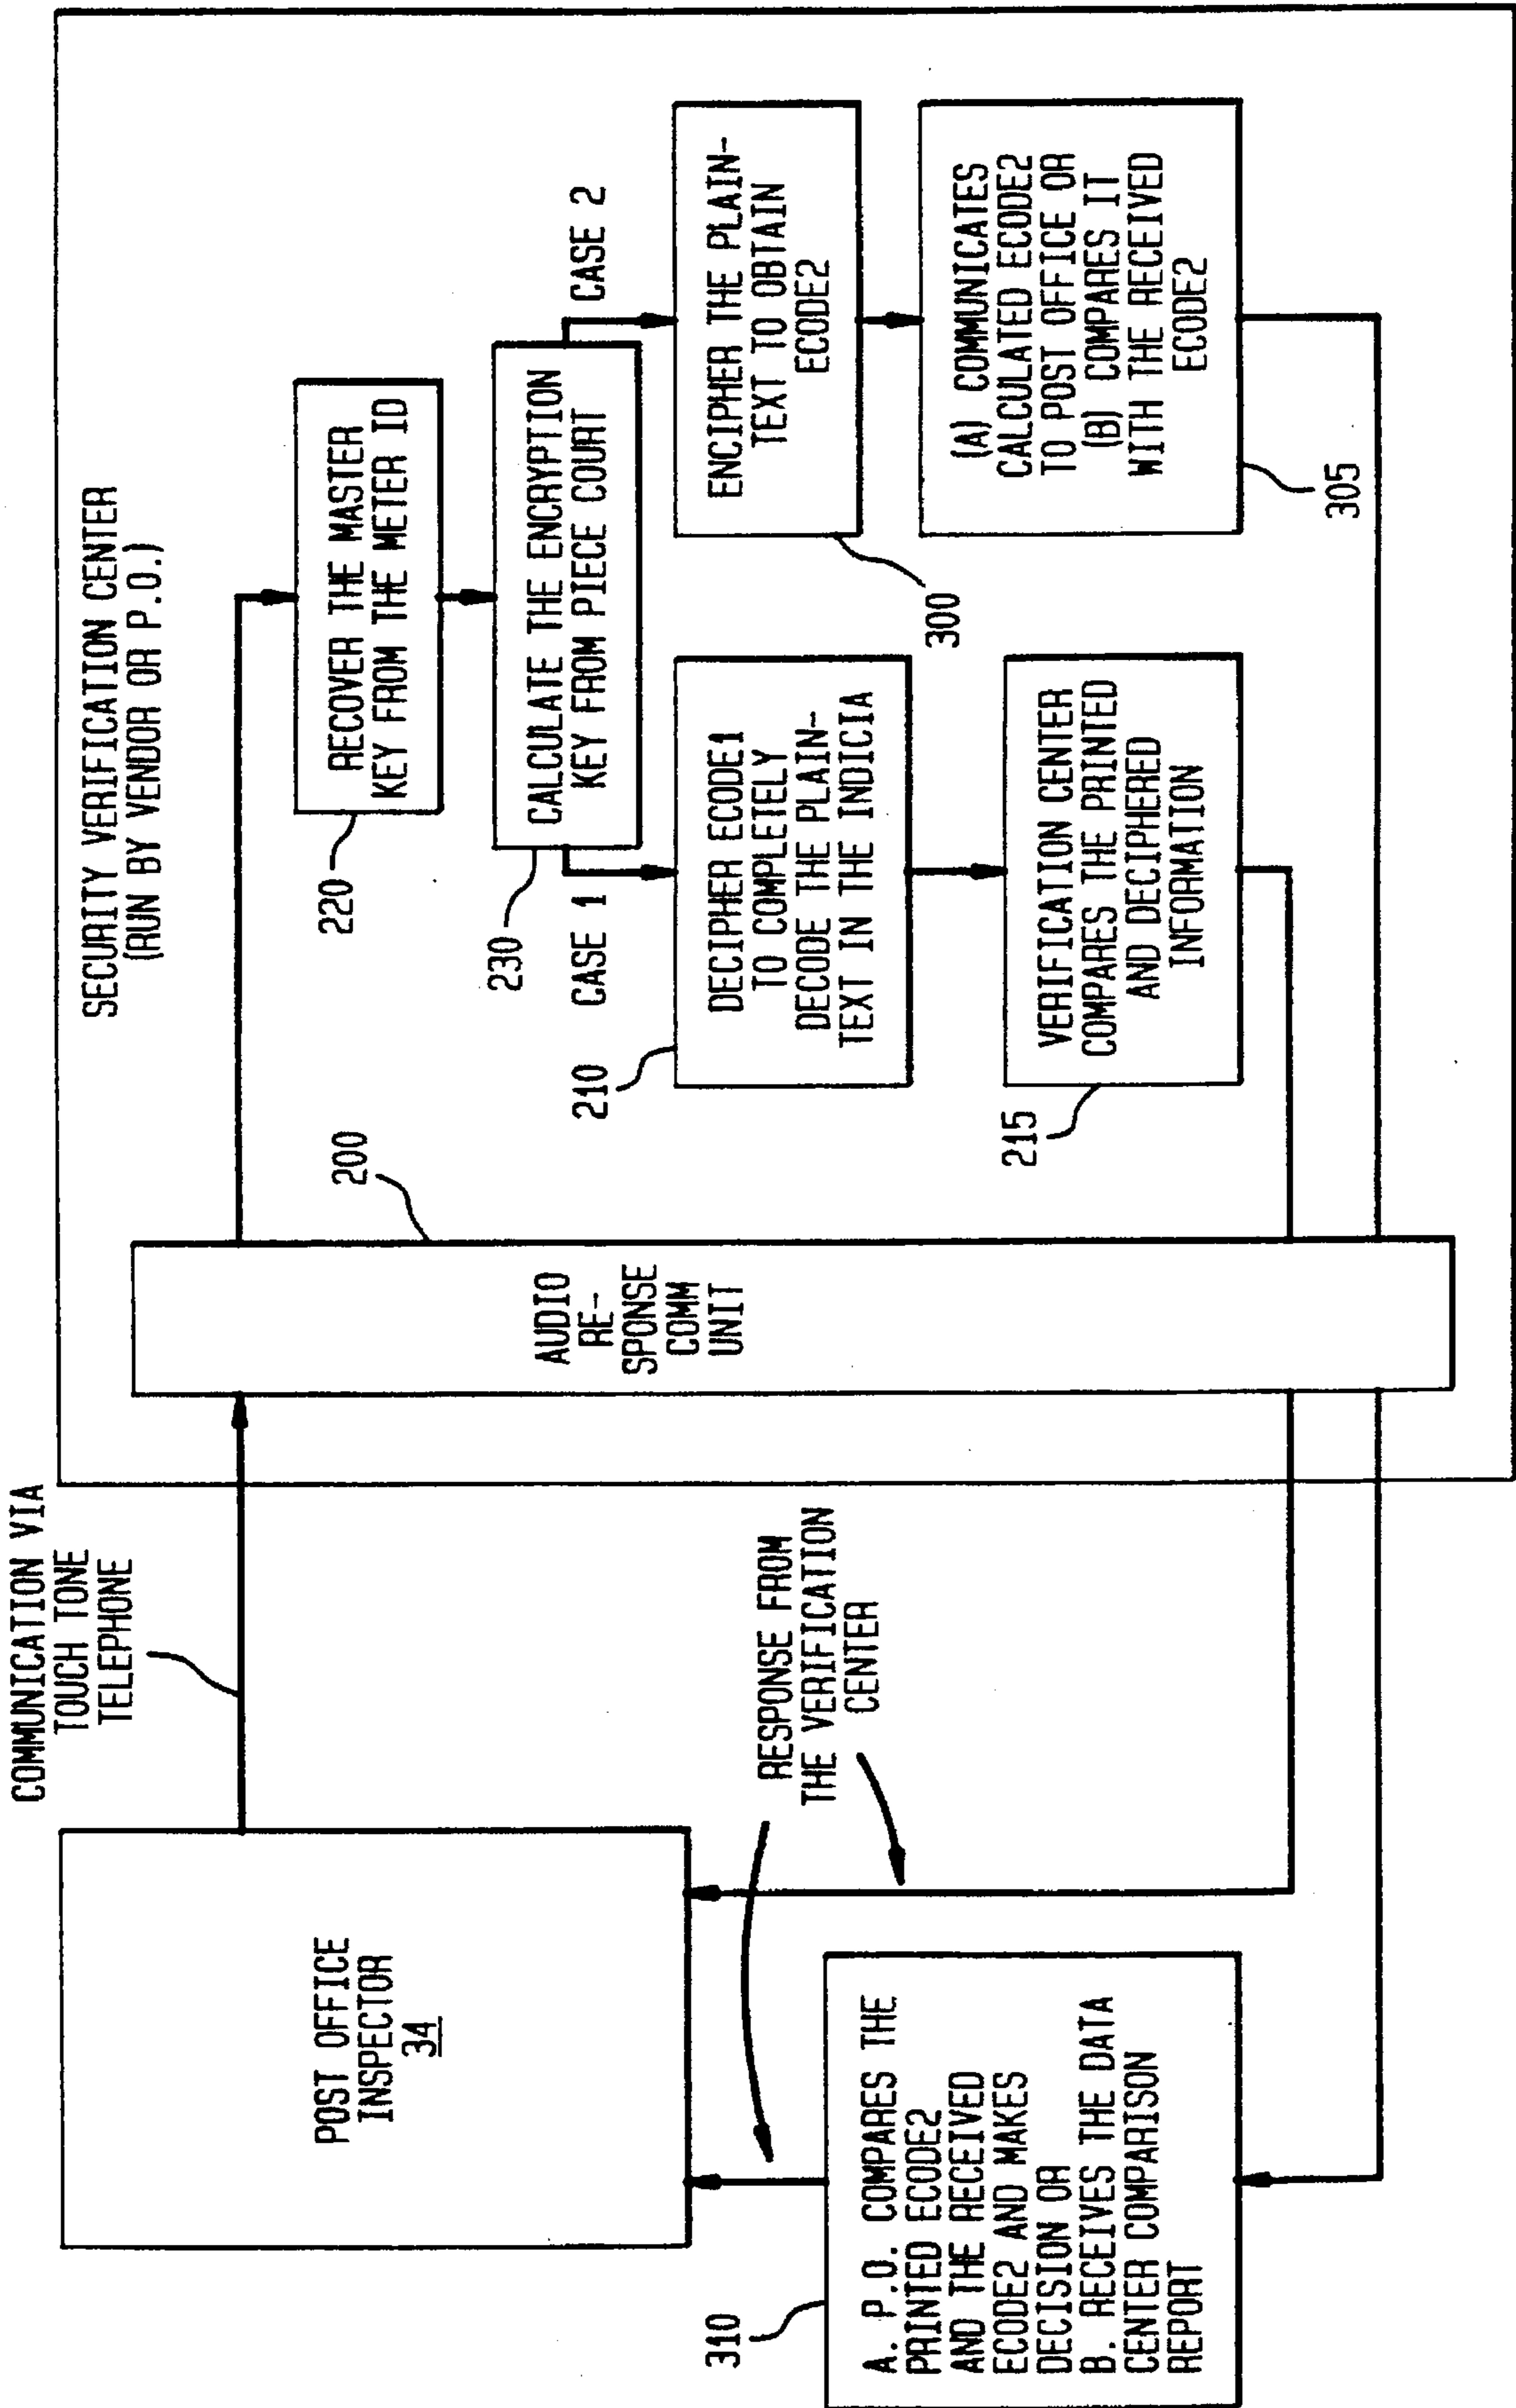 COMMUNICATION VIA
TOUCH TONE
TELEPHONE
POST OFFICE
INSPECTOR
34
310
A. P.O. COMPARES THE
PRINTED ECODE2
AND THE RECEIVED
ECODE2 AND MAKES
DECISION OR
B. RECEIVES THE DATA
CENTER COMPARISON
REPORT
RESPONSE FROM
THE VERIFICATION
CENTER
SECURITY VERIFICATION CENTER
(RUN BY VENDOR OR P.O.)
200
AUDIO
RE-
SPONSE
COMM
UNIT
220
RECOVER THE MASTER
KEY FROM THE METER ID
230
CALCULATE THE ENCRYPTION
KEY FROM PIECE COURT
CASE 1
CASE 2
210
DECIPHER ECODE1
TO COMPLETELY
DECODE THE PLAIN-
TEXT IN THE INDICIA
215
VERIFICATION CENTER
COMPARES THE PRINTED
AND DECIPHERED
INFORMATION
300
ENCIPHER THE PLAIN-
TEXT TO OBTAIN
ECODE2
(A) COMMUNICATES
CALCULATED ECODE2
TO POST OFFICE OR
(B) COMPARES IT
WITH THE RECEIVED
ECODE2
305